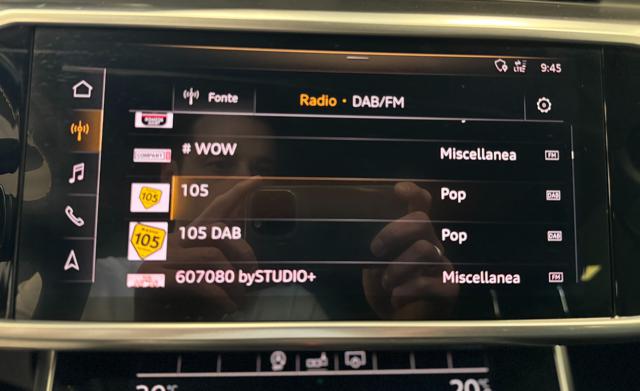 LTE 9:45
Fonte Radio • DAB/FM
# WOW Miscellanea FM
105 105 Pop DAB
105 105 DAB Pop DAB
607080 bySTUDIO+ Miscellanea FM